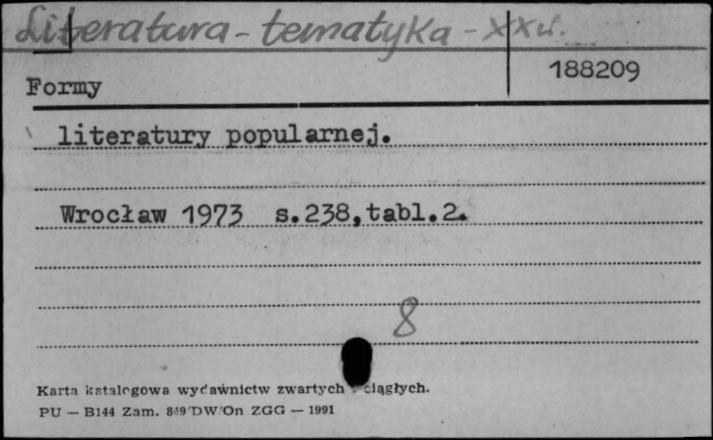 Literatura - tematyka - XX w.
188209
Formy
literatury popularnej.
Wrocław 1973 s.238,tabl.2.
8
Karta katalogowa wydawnictw zwartych ciągłych.
PU — B144 Zam. 849/DW/On ZGG — 1991